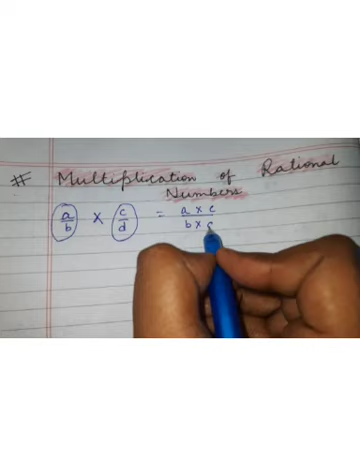 # Multiplication of Rational
Numbers
a/b × c/d = a × c / b × c